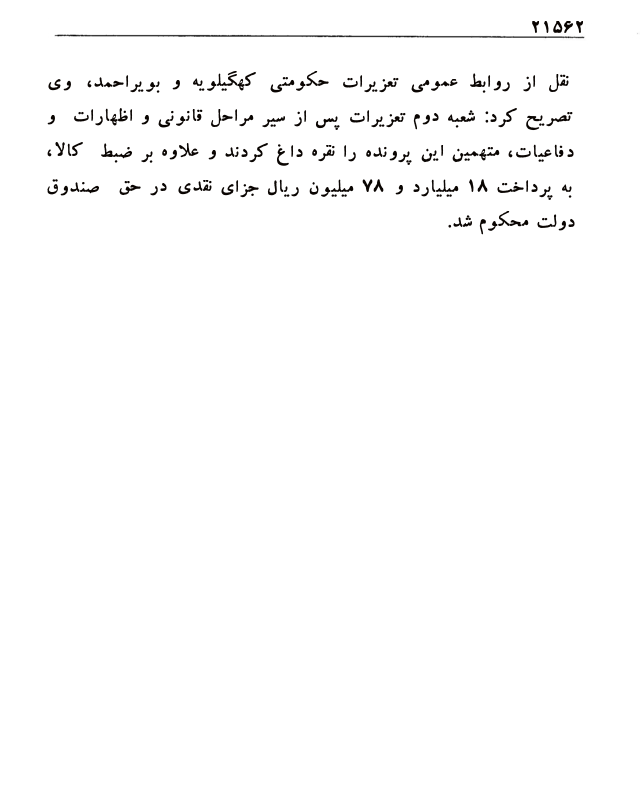 ۲۱۵۶۲
نقل از روابط عمومی تعزیرات حکومتی کهگیلویه و بویراحمد، وی
تصریح کرد: شعبه دوم تعزیرات پس از سیر مراحل قانونی و اظهارات و
دفاعیات، متهمین این پرونده را نقره داغ کردند و علاوه بر ضبط کالا،
به پرداخت ۱۸ میلیارد و ۷۸ میلیون ریال جزای نقدی در حق صندوق
دولت محکوم شد.